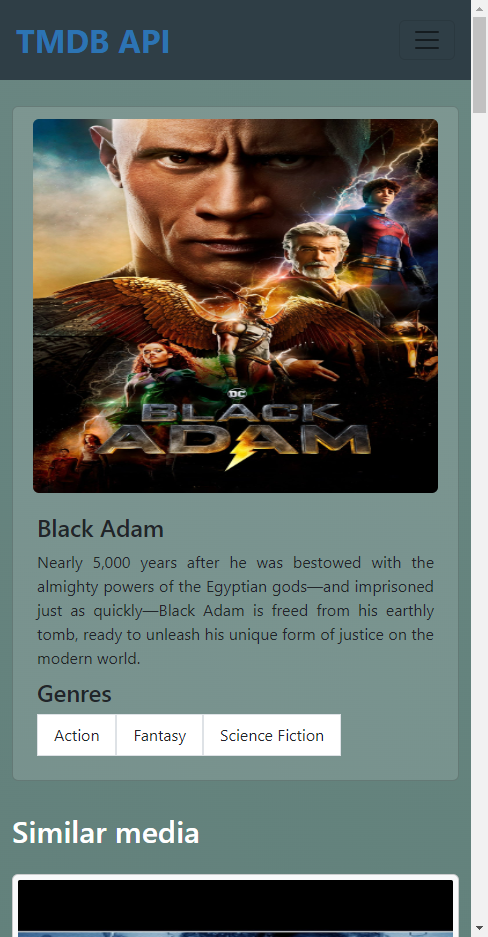 TMDB API
DC
BLACK
ADAM
Black Adam
Nearly 5,000 years after he was bestowed with the
almighty powers of the Egyptian gods—and imprisoned
just as quickly—Black Adam is freed from his earthly
tomb, ready to unleash his unique form of justice on the
modern world.
Genres
Action Fantasy Science Fiction
Similar media